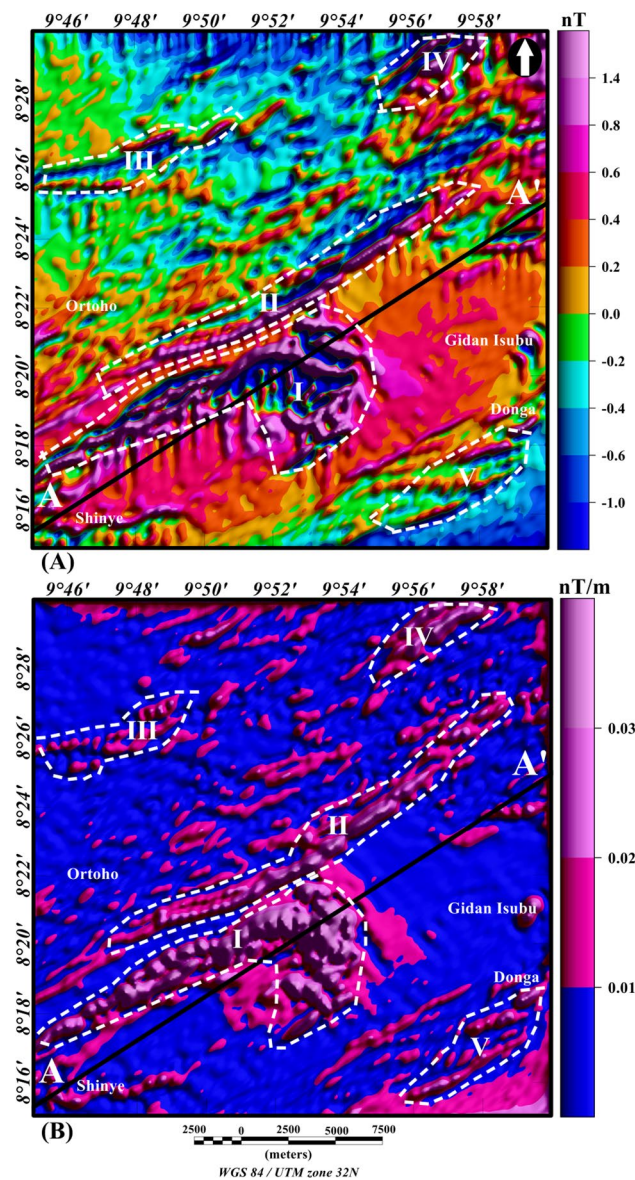 9°46' 9°48' 9°50' 9°52' 9°54' 9°56' 9°58' nT
IV
8°28'
1.4
III
8°26'
0.8
A'
0.6
8°24'
0.4
Ortoho
II
8°22'
0.2
Gidan Isubu
0.0
8°20'
I
-0.2
Donga
8°18'
-0.4
V
-0.6
A
8°16'
Shinye
-1.0
(A)
9°46' 9°48' 9°50' 9°52' 9°54' 9°56' 9°58' nT/m
IV
8°28'
III
8°26'
0.03
A'
8°24'
II
8°22'
Ortoho
0.02
Gidan Isubu
I
8°20'
Donga
0.01
8°18'
V
A
8°16'
Shinye
(B)
2500 0 2500 5000 7500
(meters)
WGS 84 / UTM zone 32N